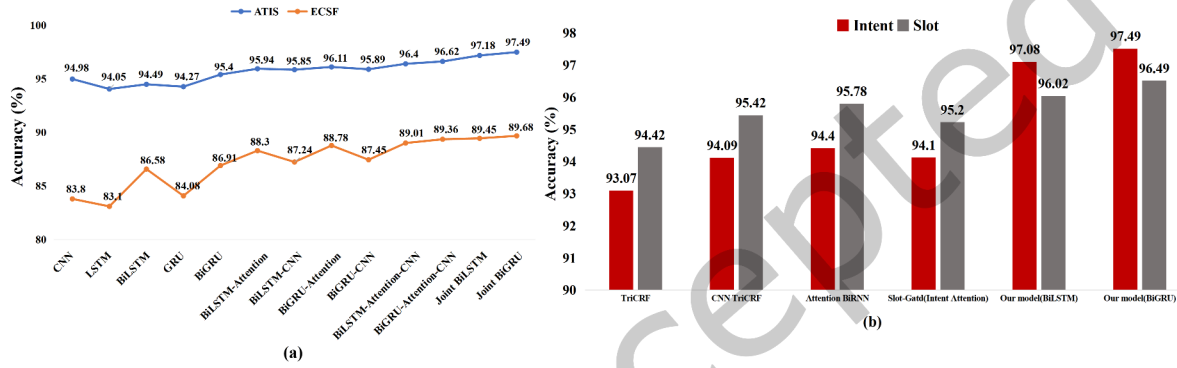 ATIS ECSF
100
95
90
85
80
Accuracy (%)
94.98 94.05 94.49 94.27 95.4 95.94 95.85 96.11 95.89 96.4 96.62 97.18 97.49
83.8 83.1 86.58 84.08 86.91 88.3 87.24 88.78 87.45 89.01 89.36 89.45 89.68
CNN
LSTM
BiLSTM
GRU
BiGRU
BiLSTM-Attention
BiLSTM-CNN
BiGRU-Attention
BiGRU-CNN
BiLSTM-Attention-CNN
BiGRU-Attention-CNN
Joint BiLSTM
Joint BiGRU
(a)
Intent Slot
98
97
96
95
94
93
92
91
90
Accuracy (%)
93.07 94.42 94.09 95.42 94.4 95.78 94.1 95.2 97.08 96.02 97.49 96.49
TriCRF
CNN TriCRF
Attention BiRNN
Slot-Gatd(Intent Attention)
Our model(BiLSTM)
Our model(BiGRU)
(b)
cepted